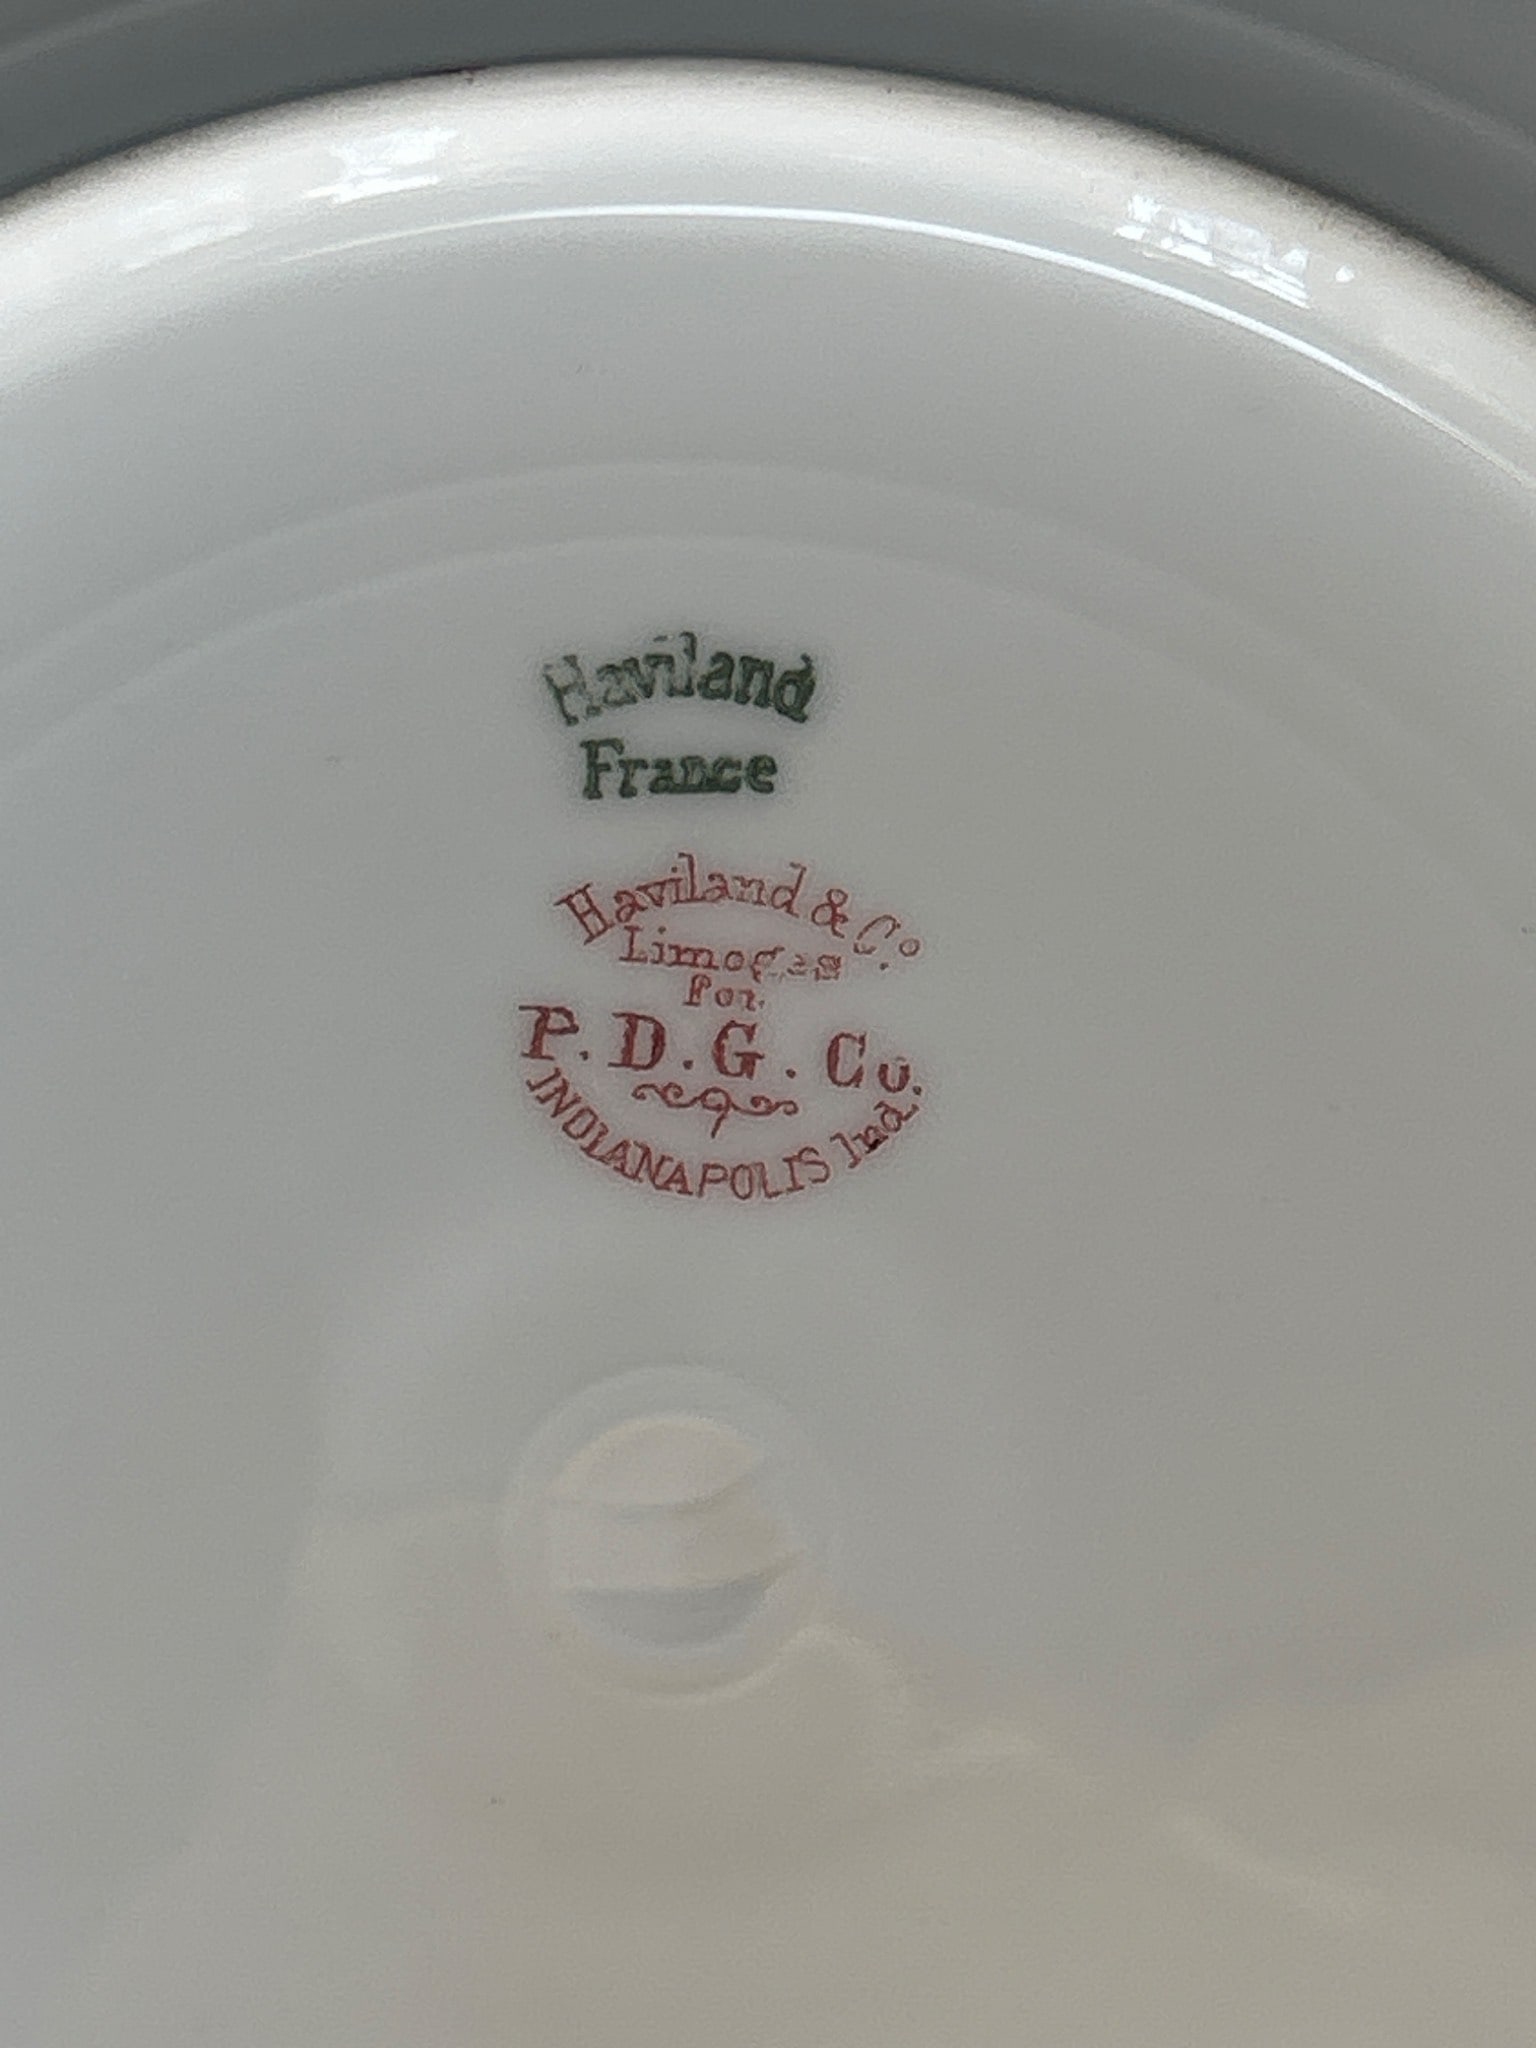 Haviland
France
Haviland & Co.
Limoges
For
P. D. G. Co.
INDIANAPOLIS Ind.